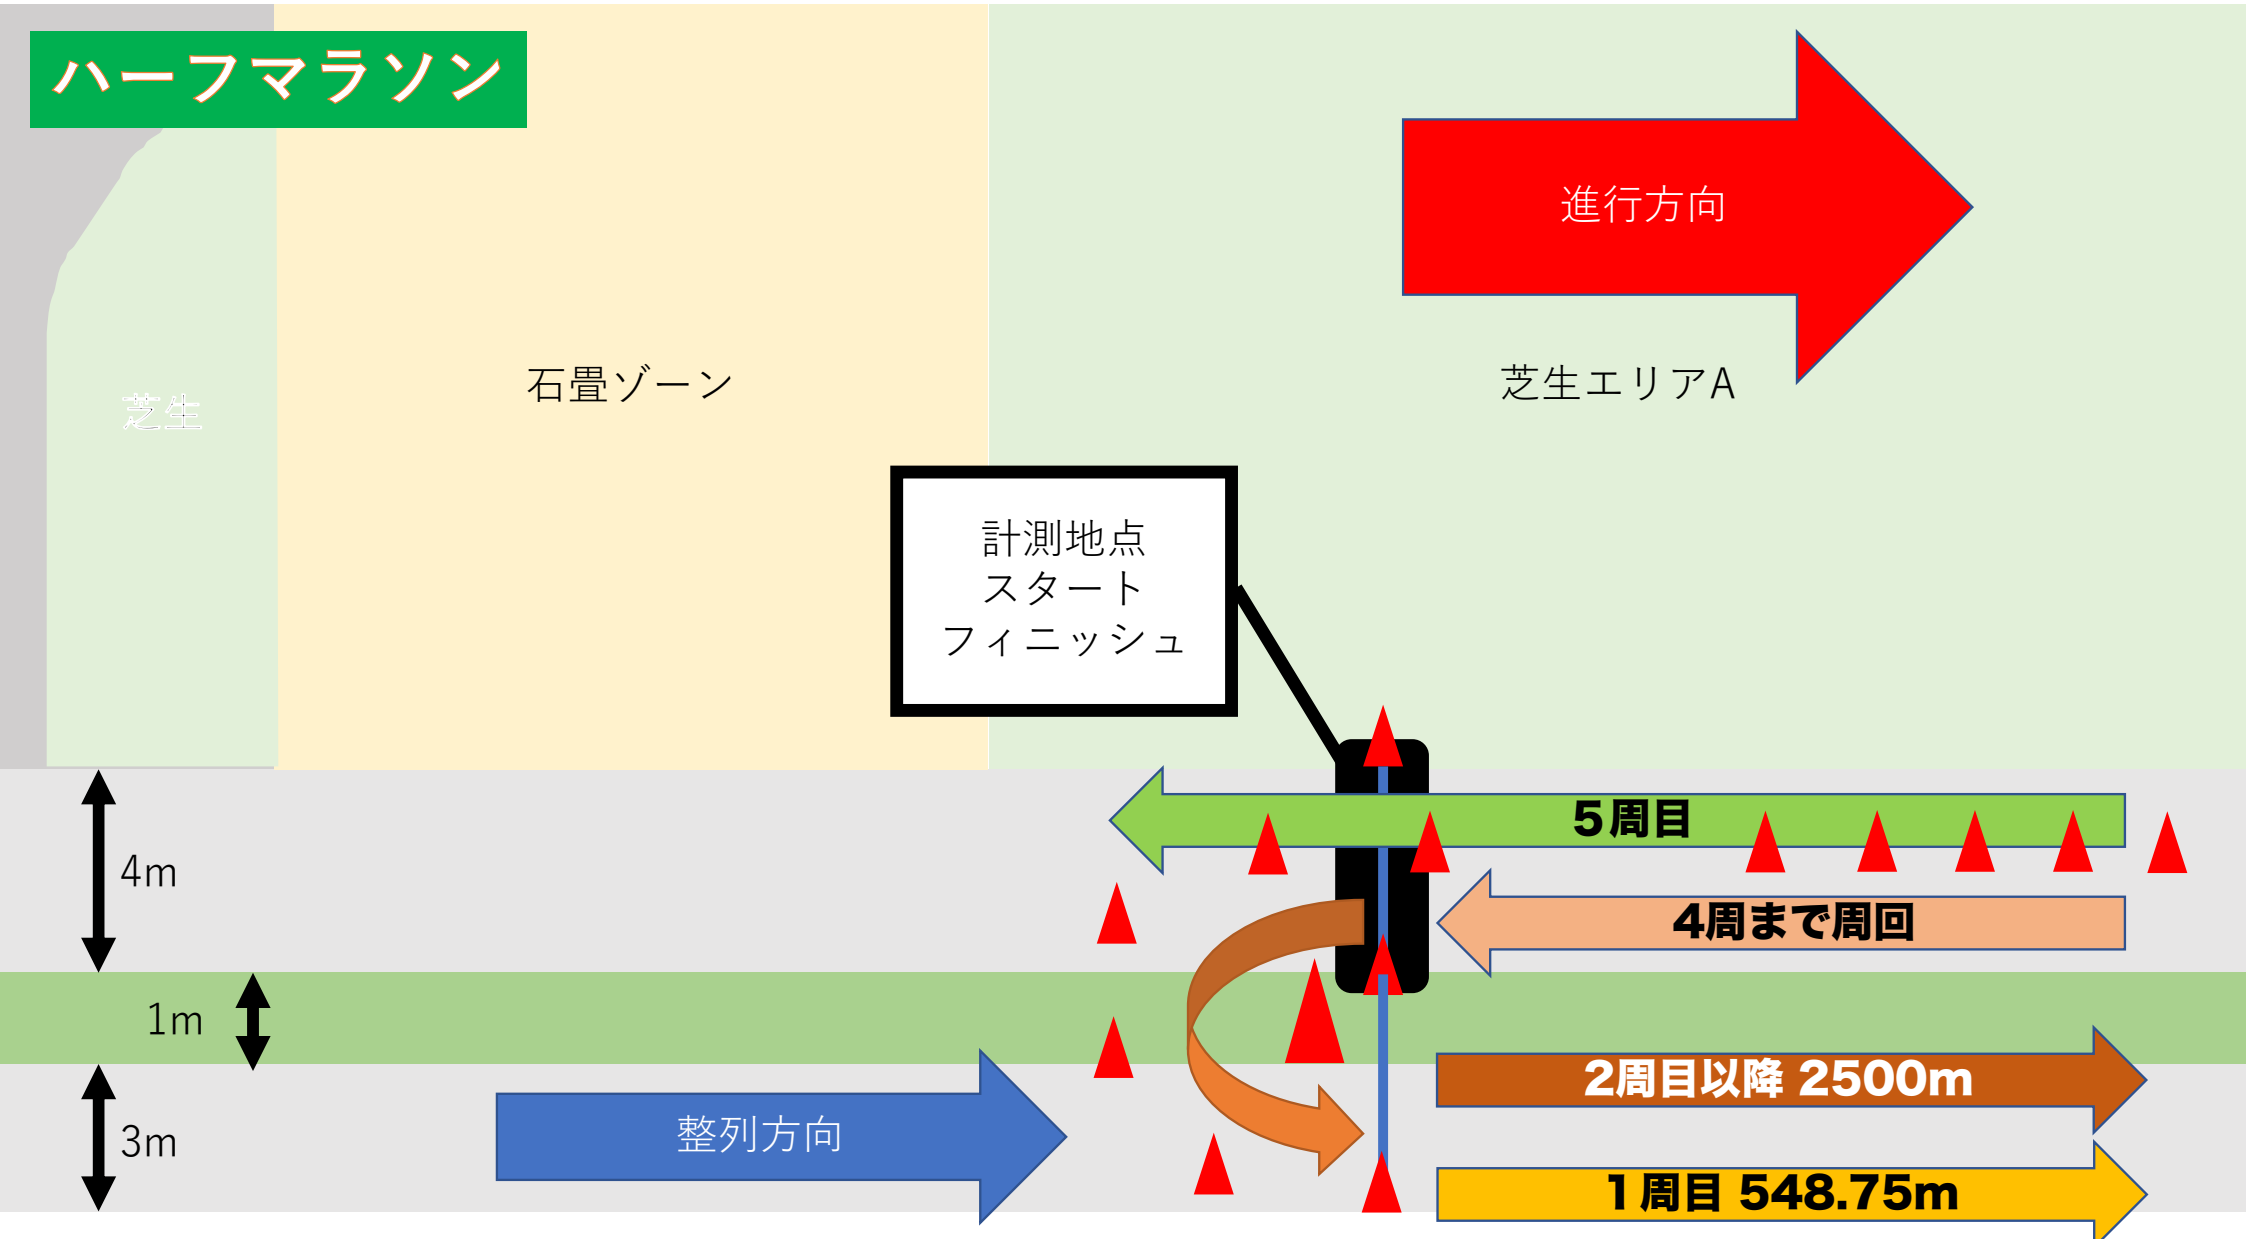 ハーフマラソン
進行方向
石畳ゾーン
芝生エリアA
芝生
計測地点
スタート
フィニッシュ
5周目
4m
4周まで周回
1m
2周目以降 2500m
整列方向
3m
1周目 548.75m